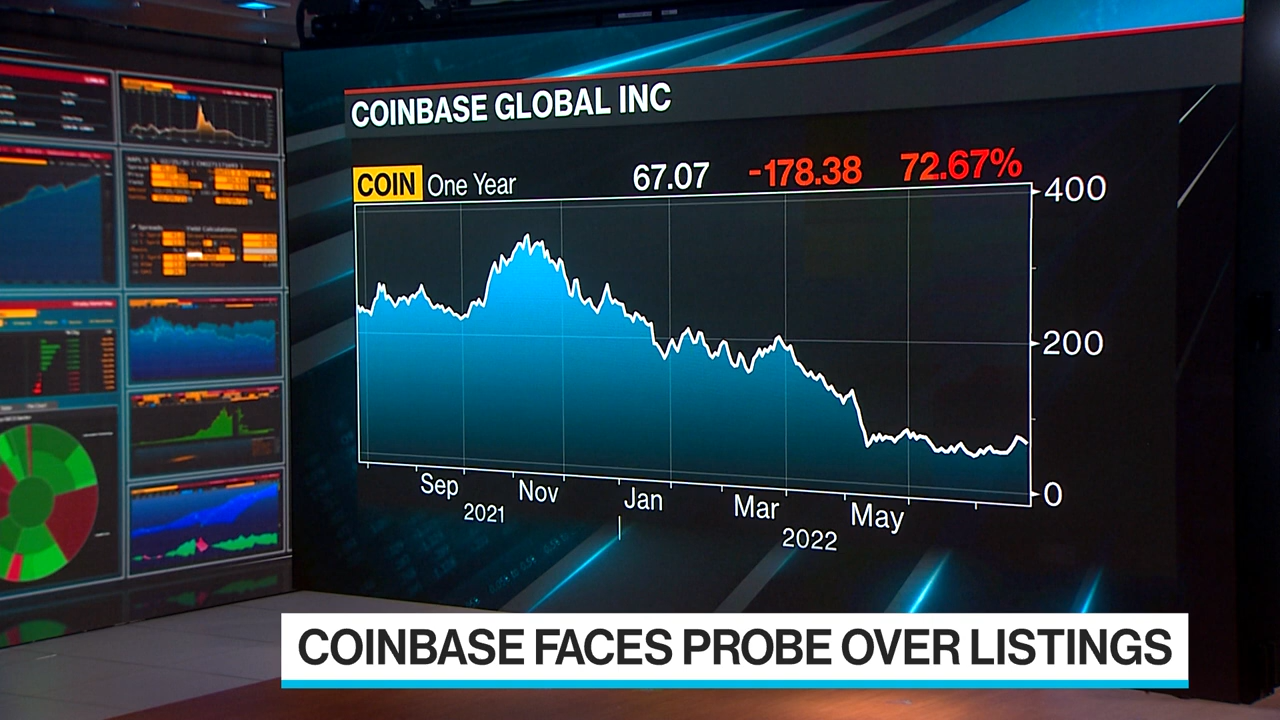 COINBASE GLOBAL INC
COIN One Year 67.07 -178.38 72.67%
400
200
0
Sep Nov Jan Mar May
2021 2022
COINBASE FACES PROBE OVER LISTINGS